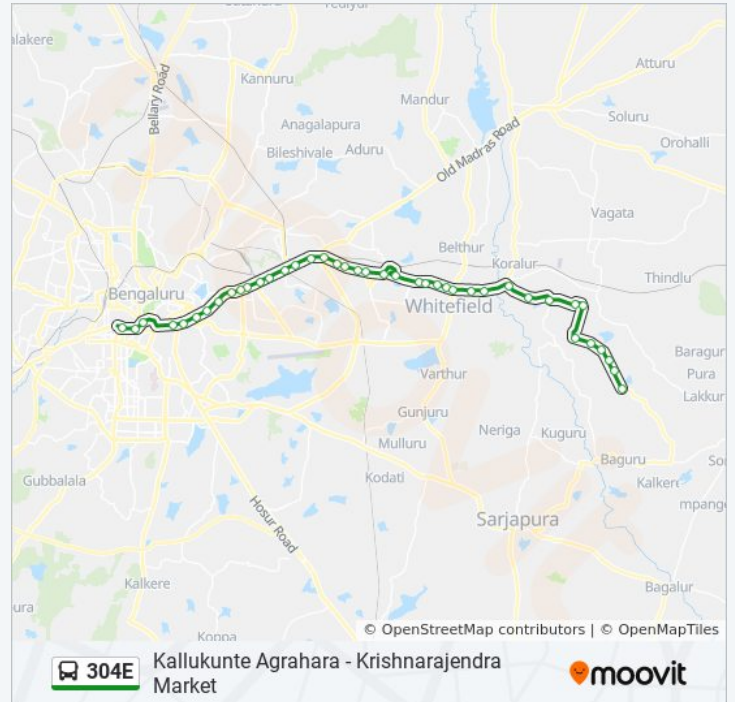 Kannuru
Atturu
Mandur
Bellary Road
Soluru
Anagalapura
Orohalli
Bileshivale
Aduru
Old Madras Road
Vagata
Belthur
Koralur
Thindlu
Bengaluru
Whitefield
Baragur
Varthur
Pura
Lakkur
Gunjuru
Neriga
Kuguru
Mulluru
Baguru
Kodati
Gubbalala
Kalkere
Hosur Road
Sarjapura
Kalkere
Bagalur
Koppa
© OpenStreetMap contributors | © OpenMapTiles
304E
Kallukunte Agrahara - Krishnarajendra
Market
moovit